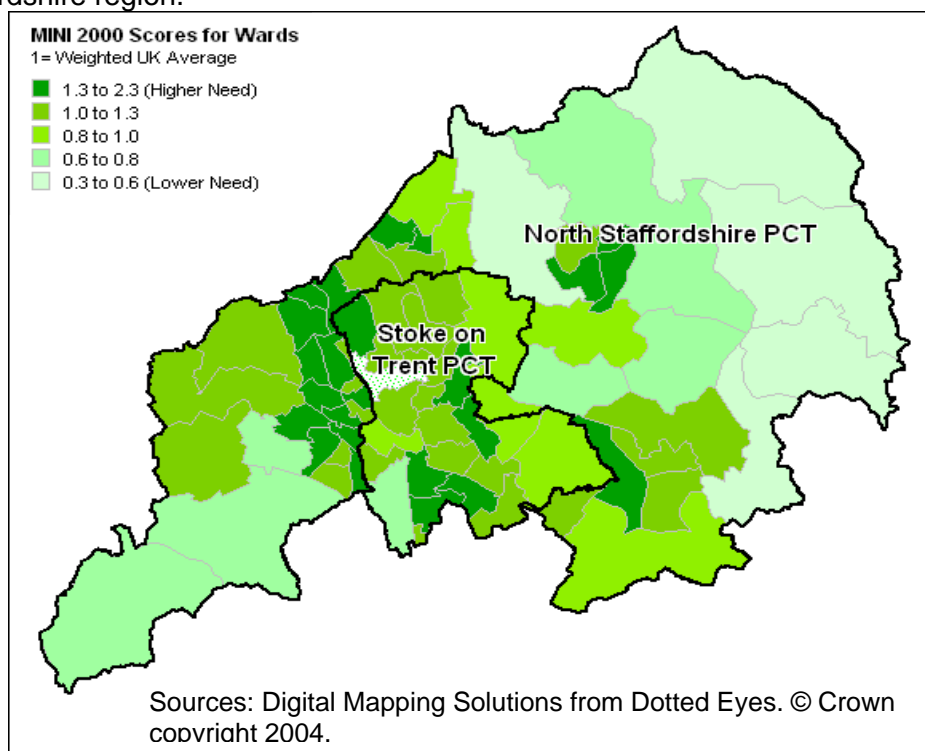 rdshire region.
MINI 2000 Scores for Wards
1= Weighted UK Average
1.3 to 2.3 (Higher Need)
1.0 to 1.3
0.8 to 1.0
0.6 to 0.8
0.3 to 0.6 (Lower Need)
North Staffordshire PCT
Stoke on
Trent PCT
Sources: Digital Mapping Solutions from Dotted Eyes. © Crown
copyright 2004.